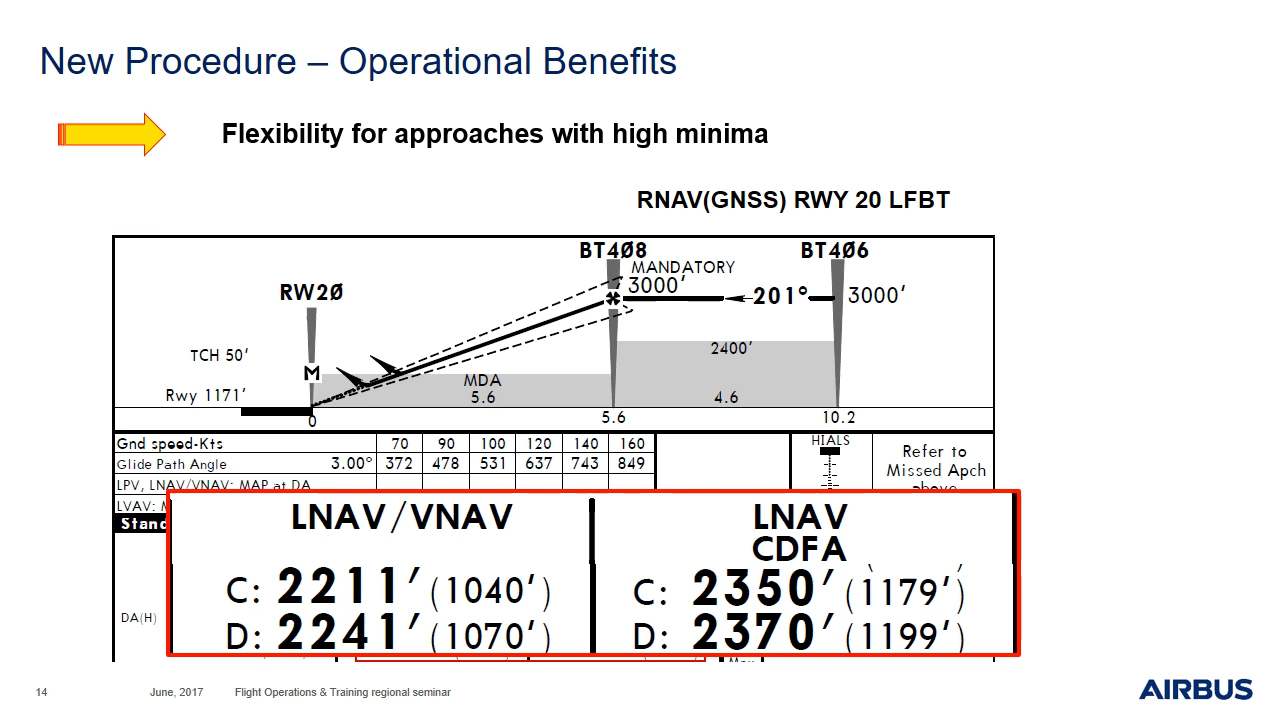 New Procedure – Operational Benefits
Flexibility for approaches with high minima
RNAV(GNSS) RWY 20 LFBT
BT4Ø8
BT4Ø6
MANDATORY
3000'
RW2Ø
201°
3000'
TCH 50'
2400'
M
MDA
Rwy 1171'
5.6
4.6
0
5.6
10.2
Gnd speed-Kts 70 90 100 120 140 160
HIALS
Refer to
Glide Path Angle 3.00° 372 478 531 637 743 849
Missed Apch
LPV, LNAV/VNAV: MAP at DA
above
LVAV: M
Stand
LNAV/VNAV
LNAV
CDFA
C: 2211' (1040')
C: 2350' (1179')
DA(H)
D: 2241' (1070')
D: 2370' (1199')
14
June, 2017
Flight Operations & Training regional seminar
AIRBUS